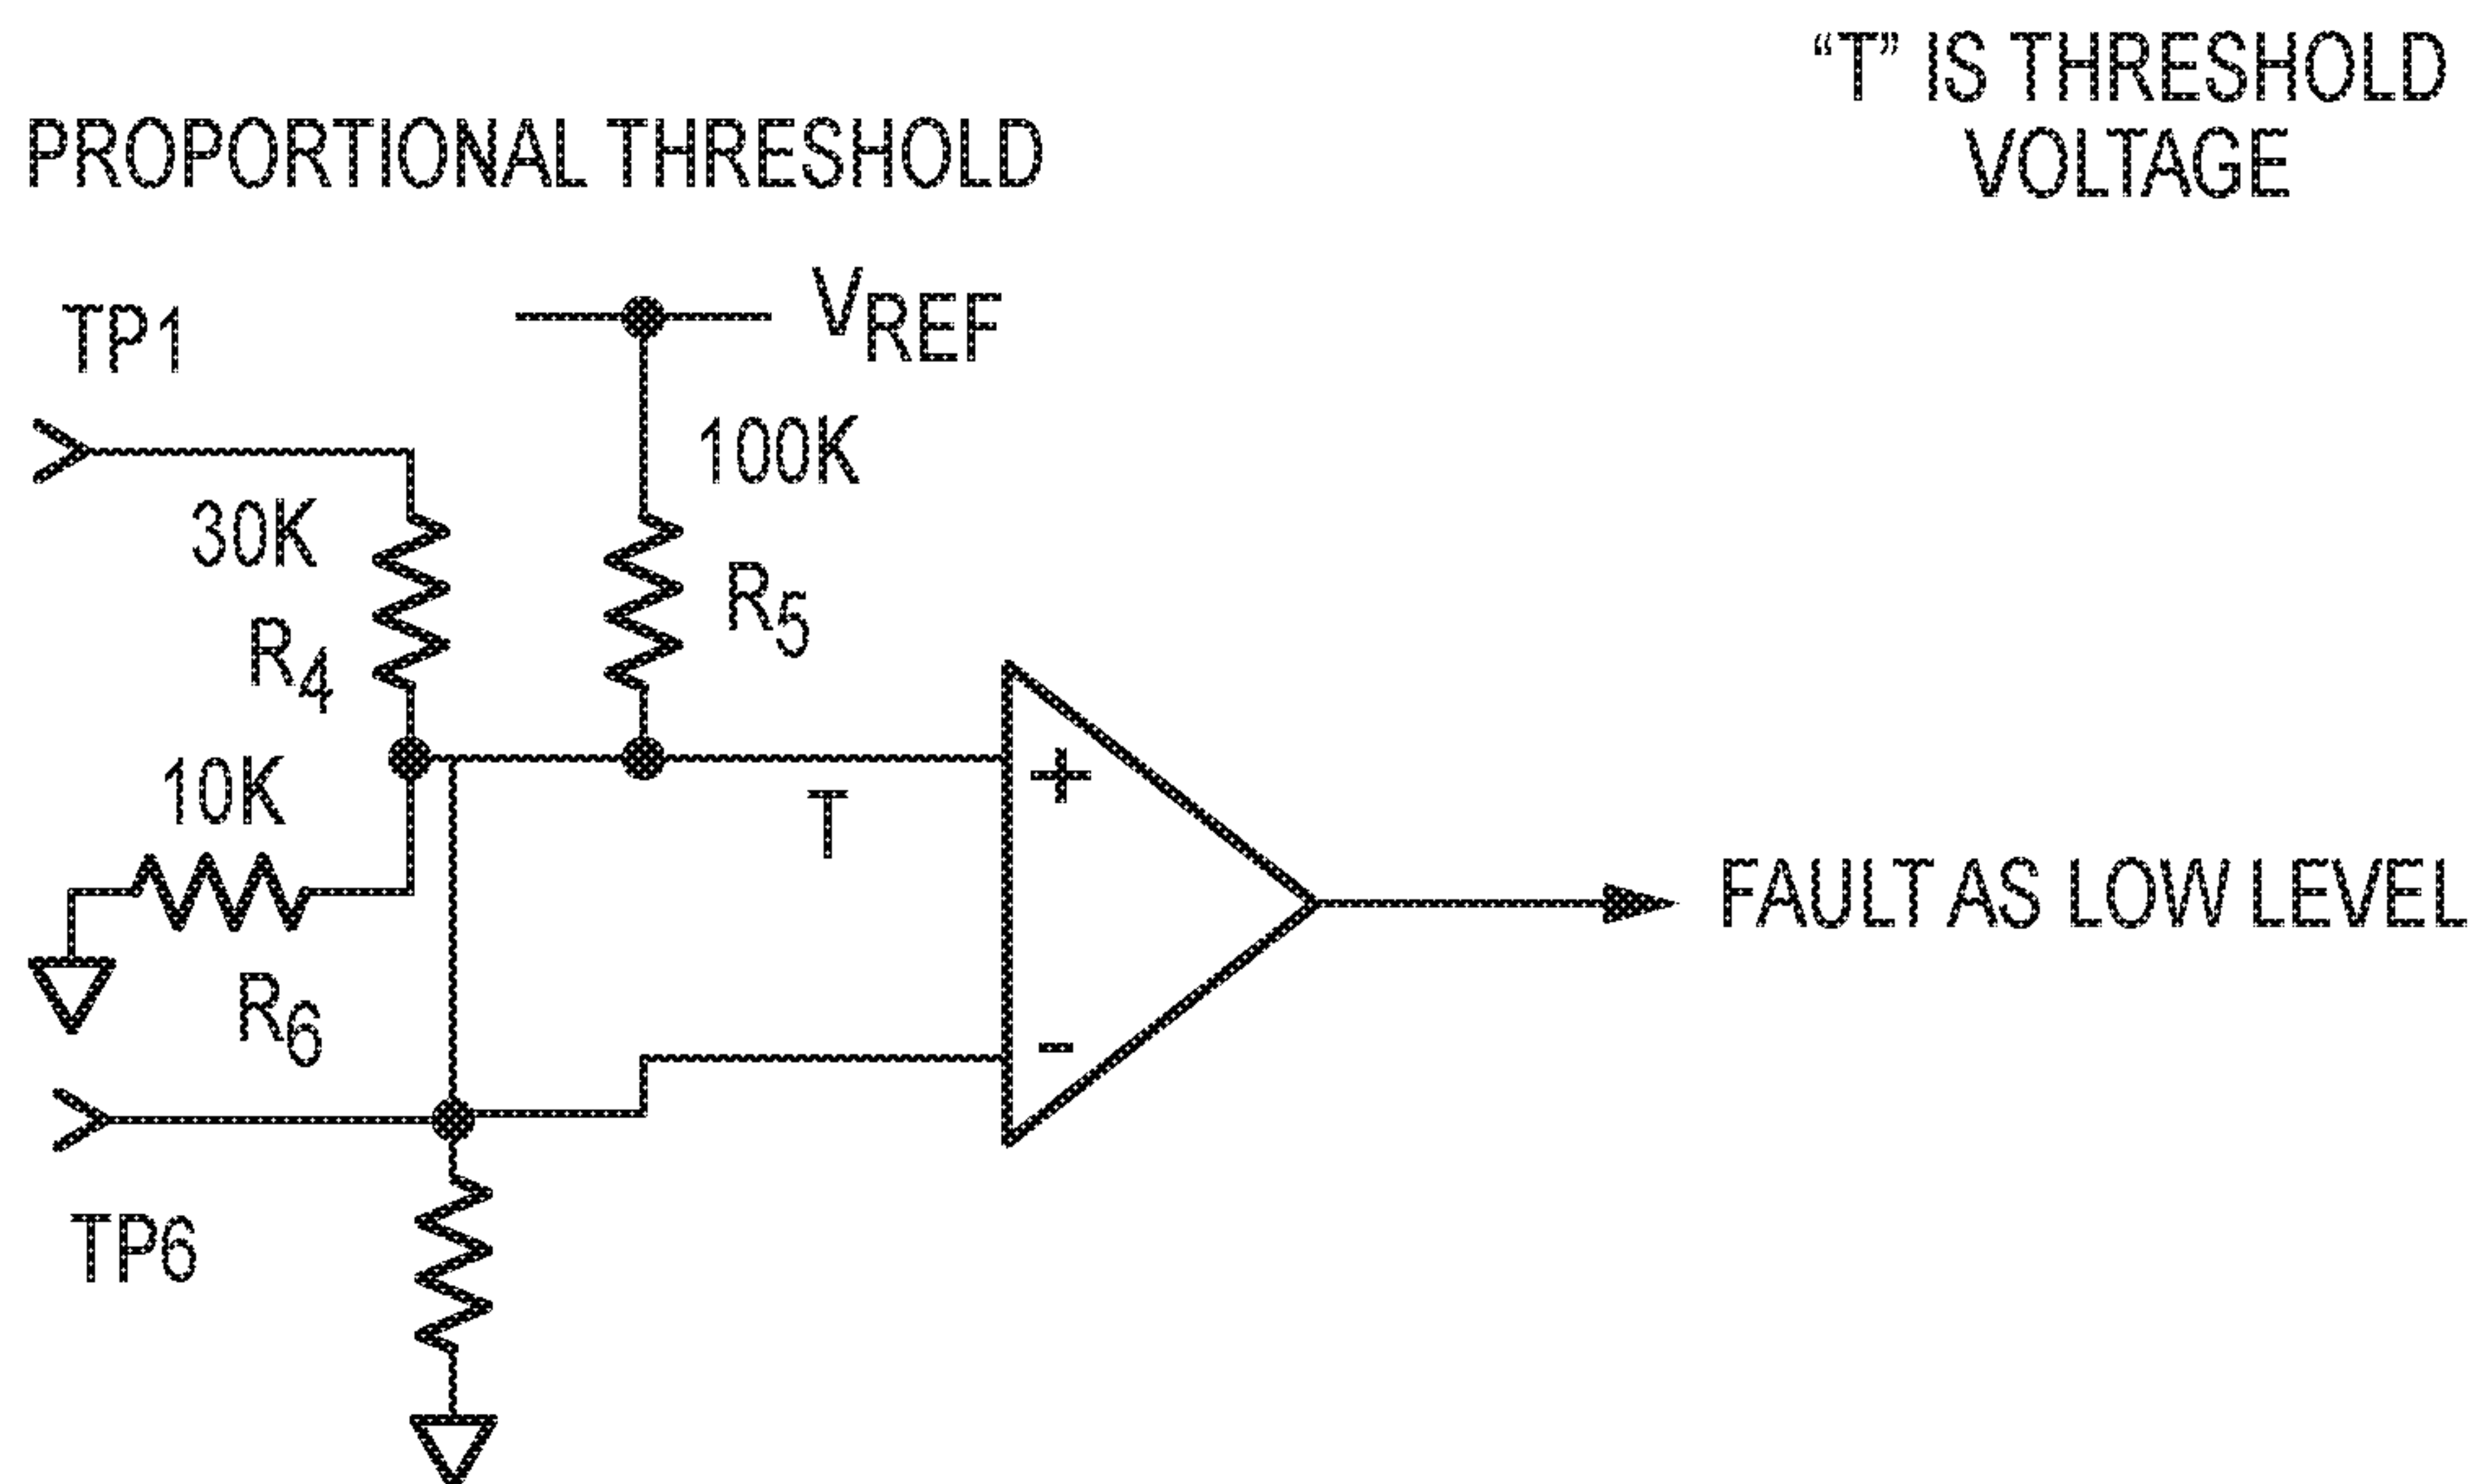 “T” IS THRESHOLD
VOLTAGE
PROPORTIONAL THRESHOLD
TP1
VREF
100K
30K
R5
R4
10K
T
+
FAULT AS LOW LEVEL
R6
-
TP6